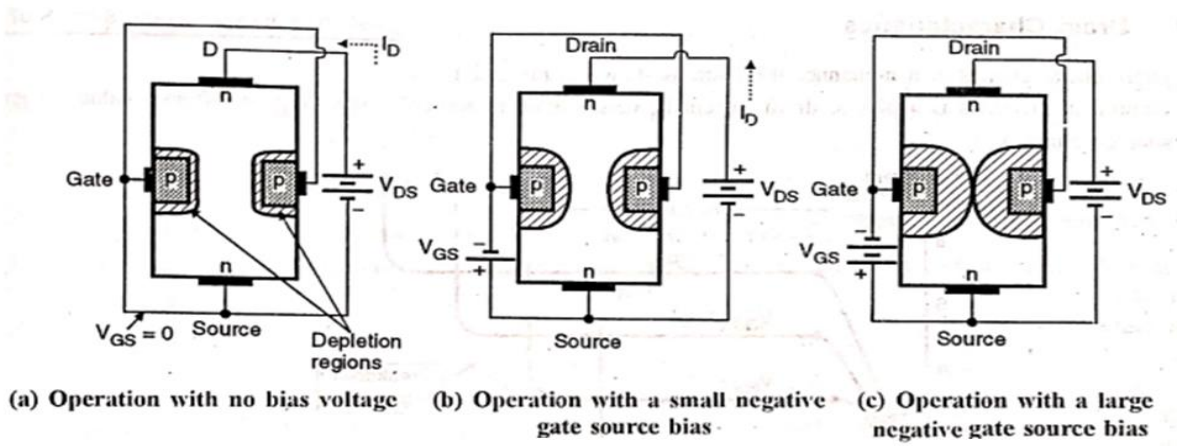 D
I_D
n
Gate
p
p
+
V_DS
-
n
V_GS = 0
Source
Depletion
regions
(a) Operation with no bias voltage
Drain
I_D
n
Gate
p
p
+
V_DS
-
V_GS
-
+
n
Source
(b) Operation with a small negative
gate source bis
Drain
n
Gate
p
p
+
V_DS
-
V_GS
-
+
n
Source
(c) Operation with a large
negative gate source bias